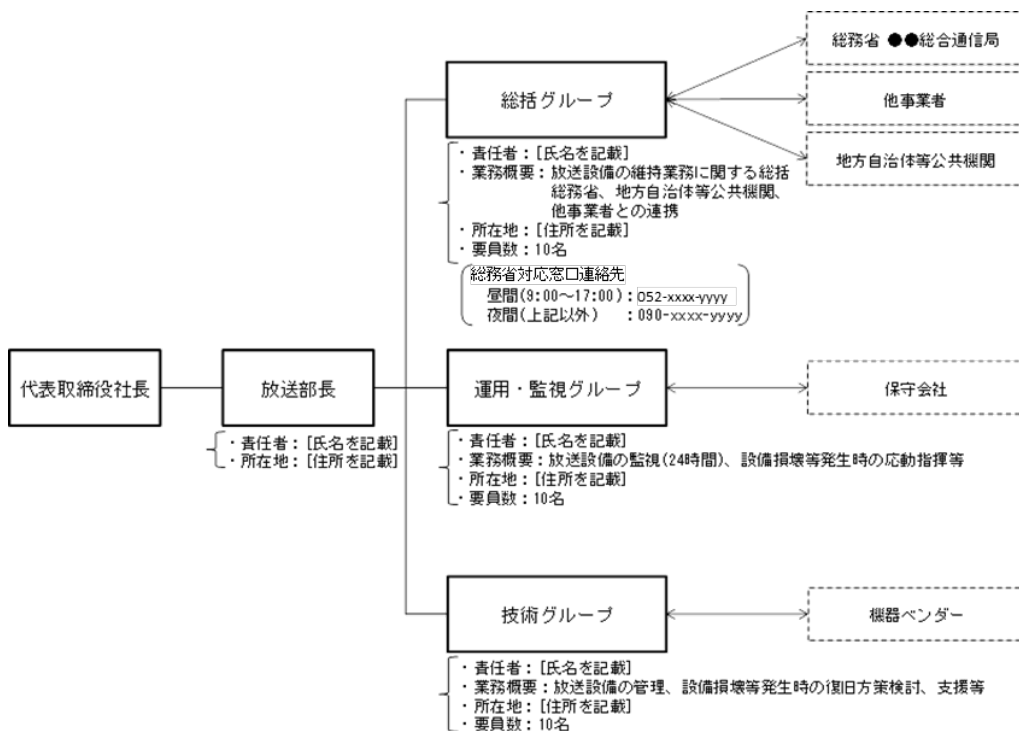 総務省 ●●総合通信局
総括グループ
他事業者
地方自治体等公共機関
・責任者：[氏名を記載]
・業務概要：放送設備の維持業務に関する総括
総務省、地方自治体等公共機関、
他事業者との連携
・所在地：[住所を記載]
・要員数：10名
総務省対応窓口連絡先
昼間(9:00～17:00)：052-xxxx-yyyy
夜間(上記以外)　：090-xxxx-yyyy
代表取締役社長
放送部長
・責任者：[氏名を記載]
・所在地：[住所を記載]
運用・監視グループ
保守会社
・責任者：[氏名を記載]
・業務概要：放送設備の監視(24時間)、設備損壊等発生時の応動指揮等
・所在地：[住所を記載]
・要員数：10名
技術グループ
機器ベンダー
・責任者：[氏名を記載]
・業務概要：放送設備の管理、設備損壊等発生時の復旧方策検討、支援等
・所在地：[住所を記載]
・要員数：10名